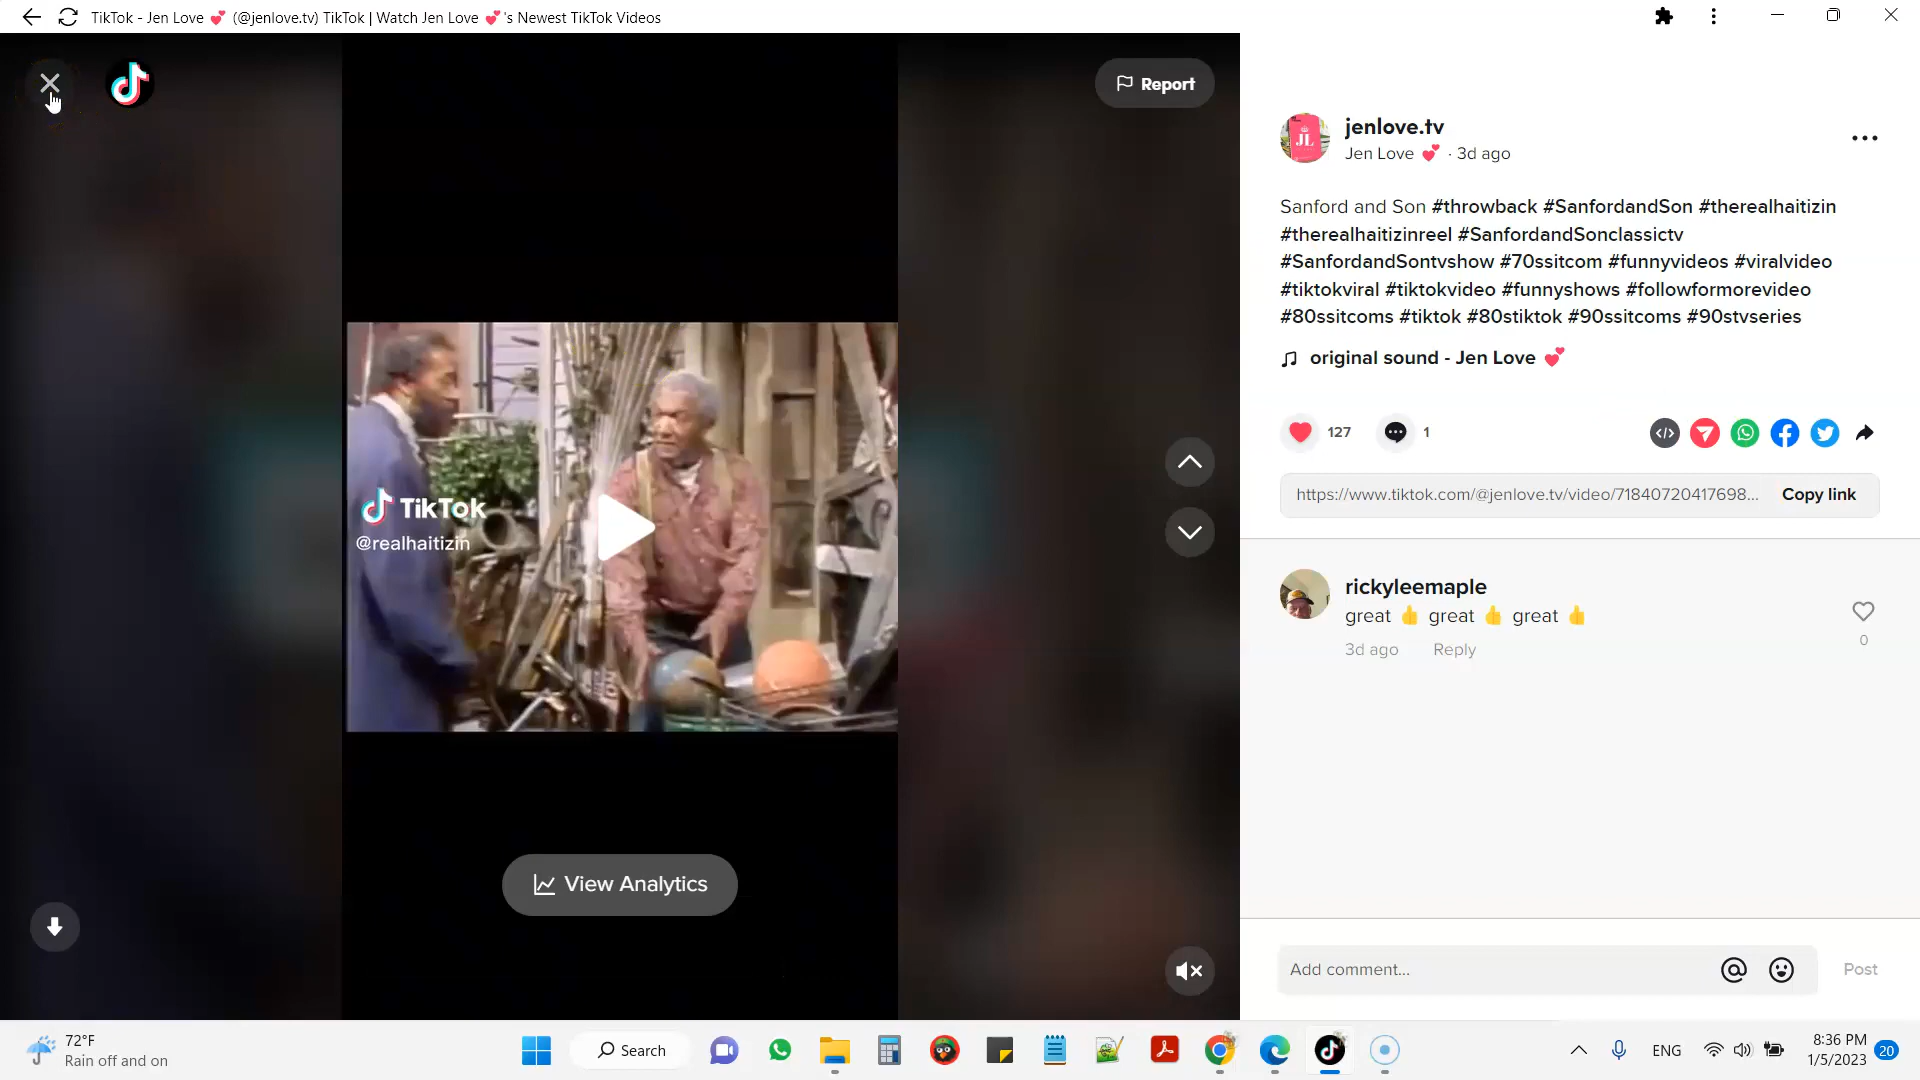 TikTok - Jen Love 💕 (@jenlove.tv) TikTok | Watch Jen Love 💕's Newest TikTok Videos
Report
TikTok
@realhaitizin
View Analytics
JL
jenlove.tv
Jen Love 💕 · 3d ago
Sanford and Son #throwback #SanfordandSon #therealhaitizin
#therealhaitizinreel #SanfordandSonclassictv
#SanfordandSontvshow #70ssitcom #funnyvideos #viralvideo
#tiktokviral #tiktokvideo #funnyshows #followformorevideo
#80ssitcoms #tiktok #80stiktok #90ssitcoms #90stvseries
original sound - Jen Love 💕
127
1
https://www.tiktok.com/@jenlove.tv/video/71840720417698...
Copy link
rickyleemaple
great 👍 great 👍 great 👍
3d ago
Reply
0
Add comment...
Post
72°F
Rain off and on
Search
ENG
8:36 PM
1/5/2023
20